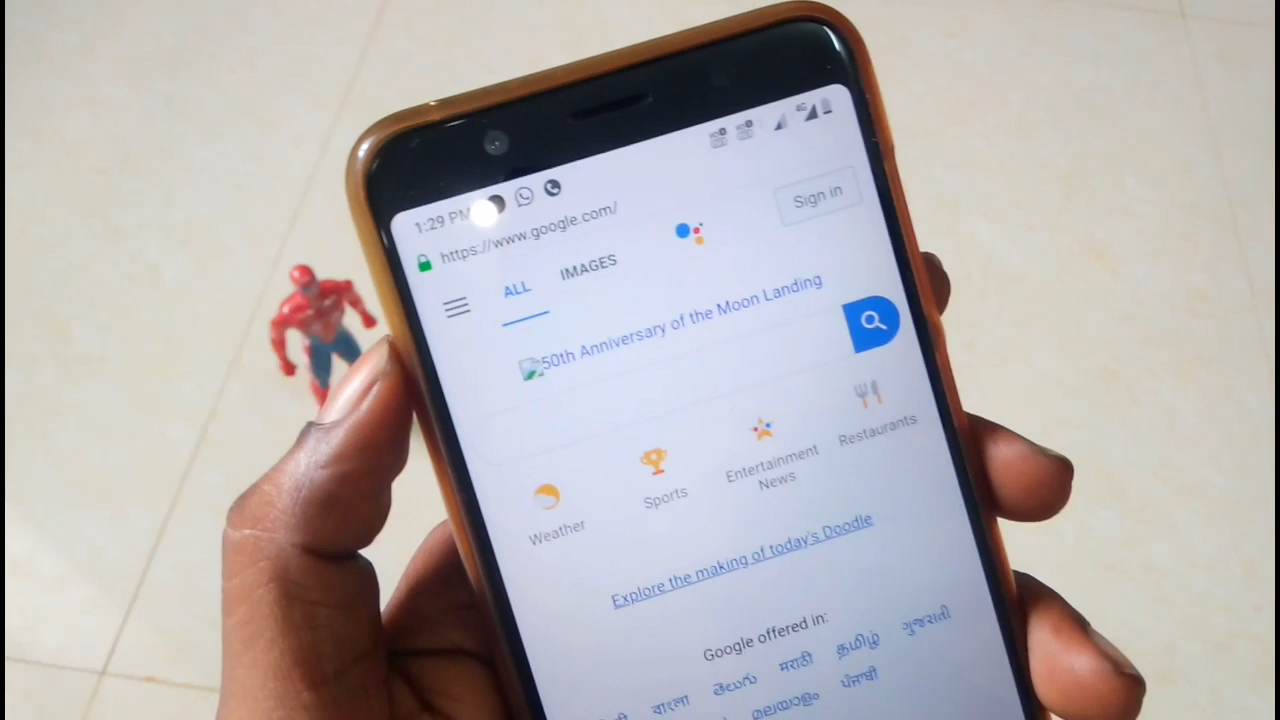 1:29 PM
4G
https://www.google.com/
Sign in
ALL IMAGES
50th Anniversary of the Moon Landing
Weather Sports Entertainment News Restaurants
Explore the making of today's Doodle
Google offered in:
বাংলা తెలుగు मराठी தமிழ் ગુજરાતી
മലയാളം ਪੰਜਾਬੀ